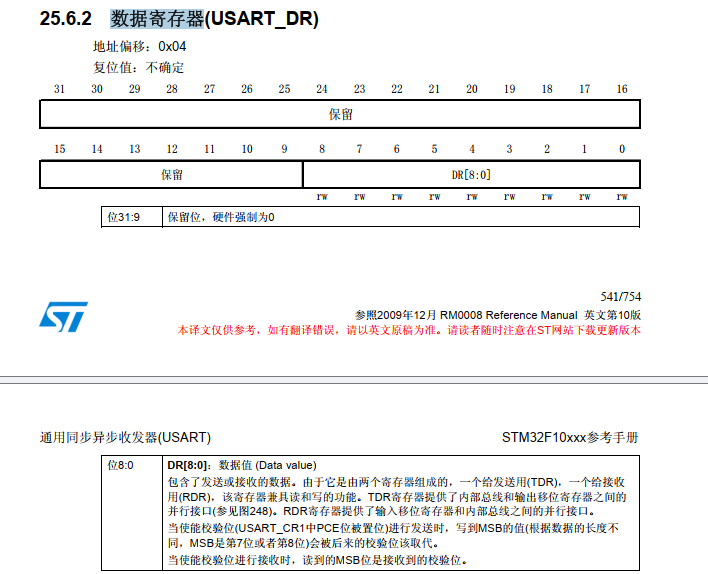 25.6.2 数据寄存器(USART_DR)
地址偏移：0x04
复位值：不确定
31 30 29 28 27 26 25 24 23 22 21 20 19 18 17 16
保留
15 14 13 12 11 10 9 8 7 6 5 4 3 2 1 0
保留 DR[8:0]
rw rw rw rw rw rw rw rw rw
位31:9 保留位，硬件强制为0
541/754
ST
参照2009年12月 RM0008 Reference Manual 英文第10版
本译文仅供参考，如有翻译错误，请以英文原稿为准。请读者随时注意在ST网站下载更新版本
通用同步异步收发器(USART) STM32F10xxx参考手册
位8:0 DR[8:0]：数据值 (Data value)
包含了发送或接收的数据。由于它是由两个寄存器组成的，一个给发送用(TDR)，一个给接收
用(RDR)，该寄存器兼具读和写的功能。TDR寄存器提供了内部总线和输出移位寄存器之间的
并行接口(参见图248)。RDR寄存器提供了输入移位寄存器和内部总线之间的并行接口。
当使能校验位(USART_CR1中PCE位被置位)进行发送时，写到MSB的值(根据数据的长度不
同，MSB是第7位或者第8位)会被后来的校验位该取代。
当使能校验位进行接收时，读到的MSB位是接收到的校验位。